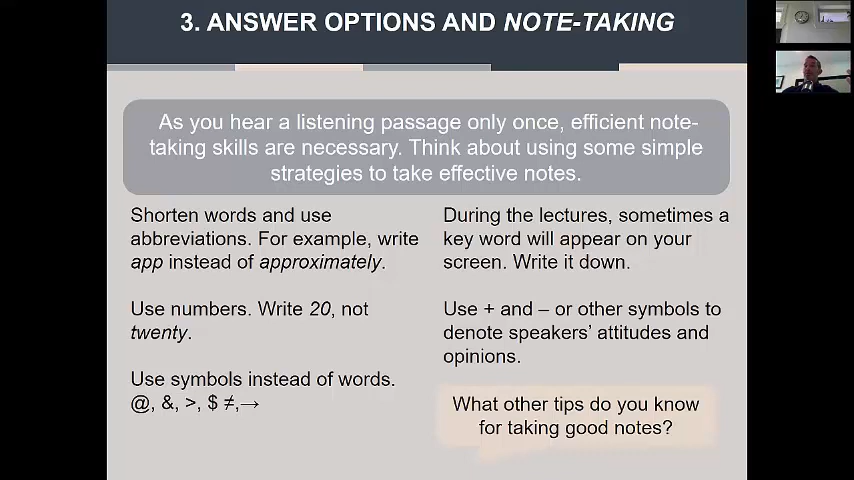 3. ANSWER OPTIONS AND NOTE-TAKING
As you hear a listening passage only once, efficient note-
taking skills are necessary. Think about using some simple
strategies to take effective notes.
Shorten words and use
abbreviations. For example, write
app instead of approximately.
Use numbers. Write 20, not
twenty.
Use symbols instead of words.
@, &, >, $ ≠,→
During the lectures, sometimes a
key word will appear on your
screen. Write it down.
Use + and – or other symbols to
denote speakers’ attitudes and
opinions.
What other tips do you know
for taking good notes?